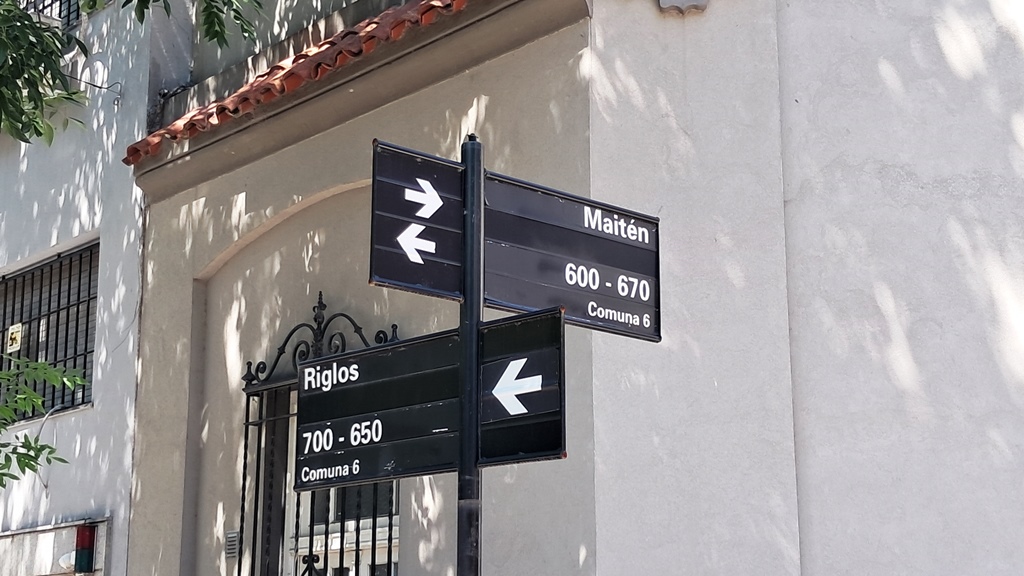 Maitén
600 - 670
Comuna 6
Riglos
700 - 650
Comuna 6